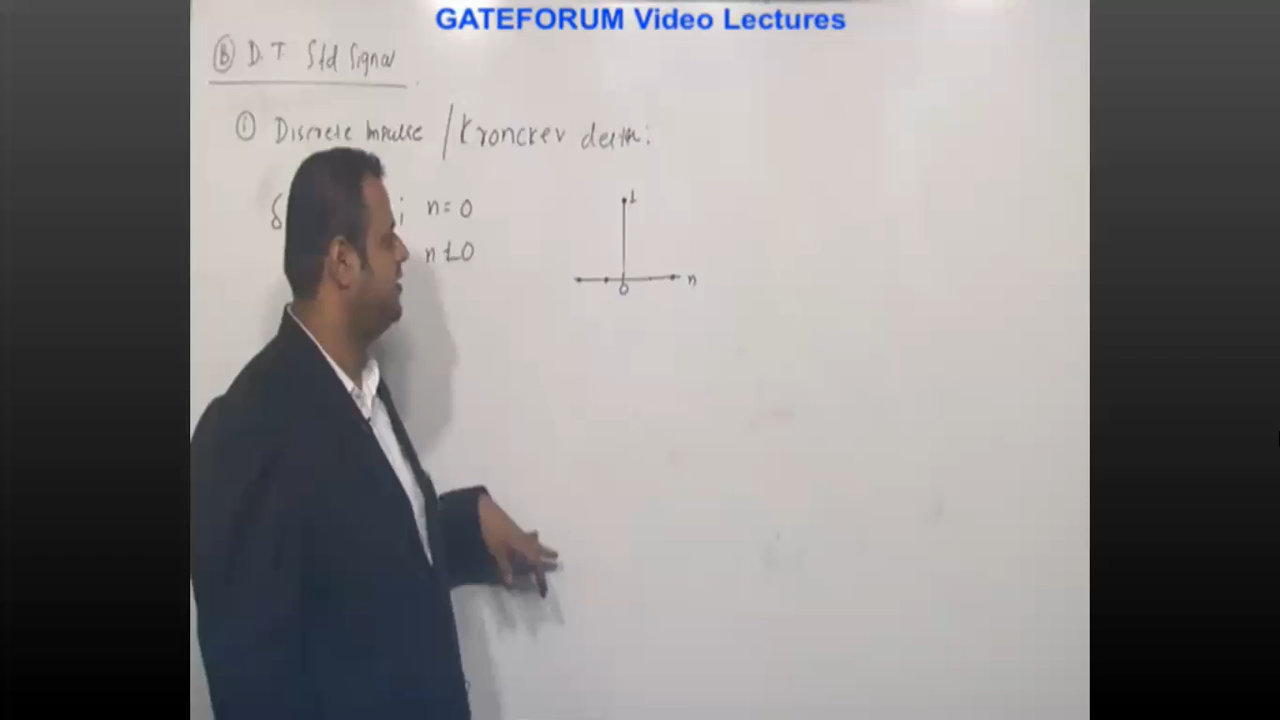 GATEFORUM Video Lectures
Ⓑ D.T Std Signal
① Discrete Impulse / Kroncker delta:
δ ; n=0
n≠0
1
n
0